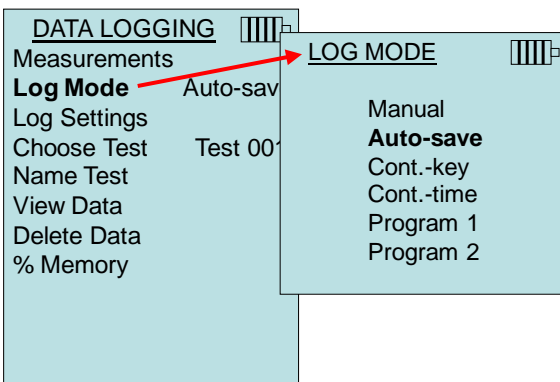 DATA LOGGING
Measurements
Log Mode Auto-sav
Log Settings
Choose Test Test 001
Name Test
View Data
Delete Data
% Memory
LOG MODE
Manual
Auto-save
Cont.-key
Cont.-time
Program 1
Program 2